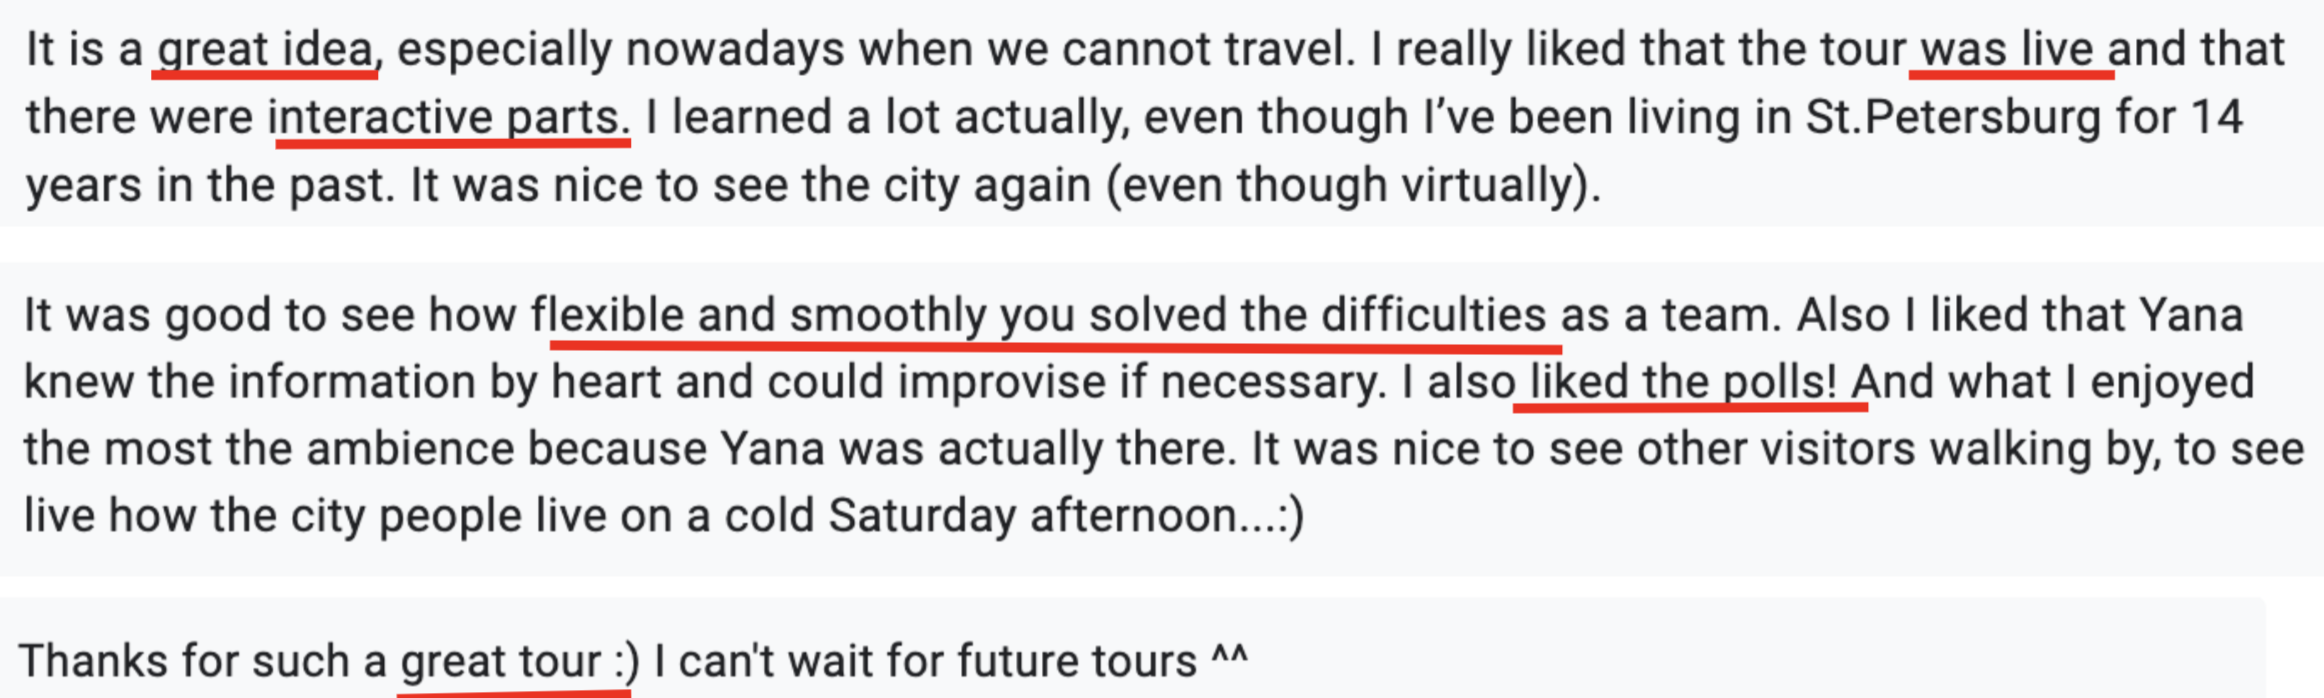 It is a great idea, especially nowadays when we cannot travel. I really liked that the tour was live and that
there were interactive parts. I learned a lot actually, even though I’ve been living in St.Petersburg for 14
years in the past. It was nice to see the city again (even though virtually).
It was good to see how flexible and smoothly you solved the difficulties as a team. Also I liked that Yana
knew the information by heart and could improvise if necessary. I also liked the polls! And what I enjoyed
the most the ambience because Yana was actually there. It was nice to see other visitors walking by, to see
live how the city people live on a cold Saturday afternoon...:)
Thanks for such a great tour :) I can't wait for future tours ^^